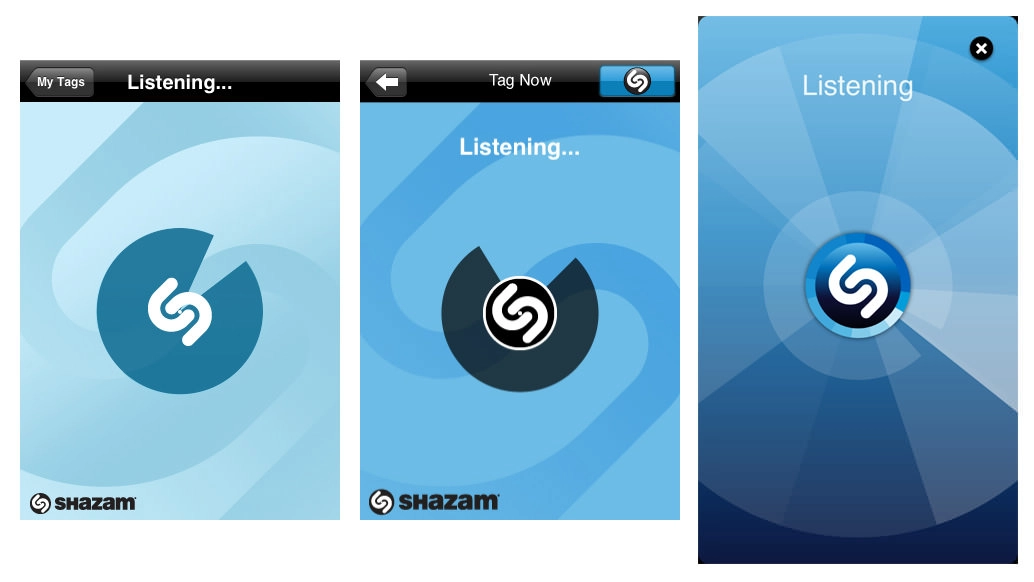 My Tags
Listening...
SHAZAM
Tag Now
Listening...
SHAZAM
Listening